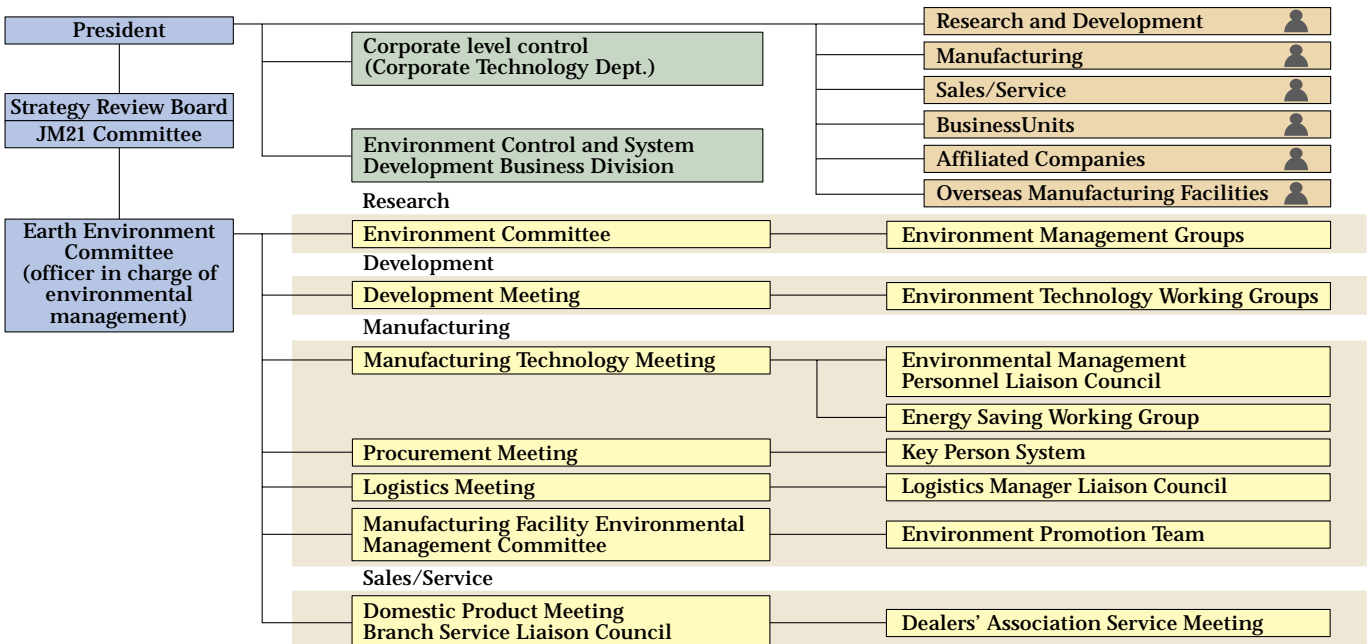 President
Strategy Review Board
JM21 Committee
Earth Environment
Committee
(officer in charge of
environmental
management)
Corporate level control
(Corporate Technology Dept.)
Environment Control and System
Development Business Division
Research and Development
Manufacturing
Sales/Service
BusinessUnits
Affiliated Companies
Overseas Manufacturing Facilities
Research
Environment Committee
Environment Management Groups
Development
Development Meeting
Environment Technology Working Groups
Manufacturing
Manufacturing Technology Meeting
Environmental Management
Personnel Liaison Council
Energy Saving Working Group
Procurement Meeting
Key Person System
Logistics Meeting
Logistics Manager Liaison Council
Manufacturing Facility Environmental
Management Committee
Environment Promotion Team
Sales/Service
Domestic Product Meeting
Branch Service Liaison Council
Dealers’ Association Service Meeting